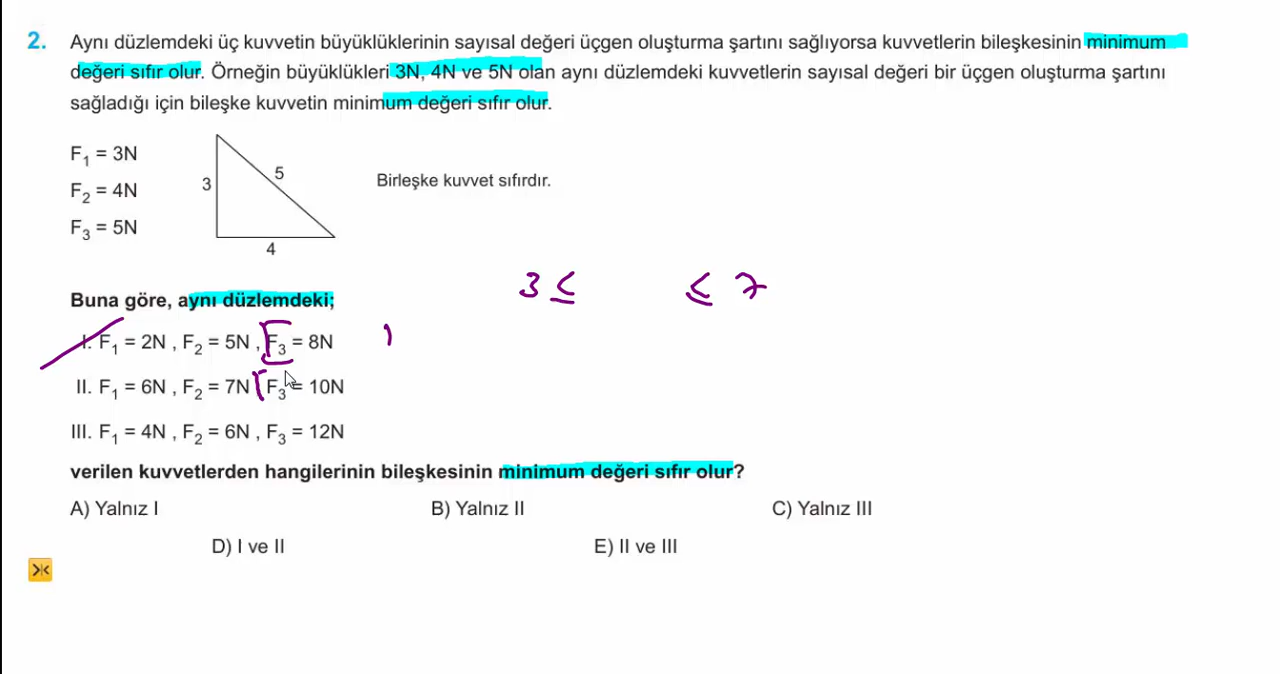 2. Aynı düzlemdeki üç kuvvetin büyüklüklerinin sayısal değeri üçgen oluşturma şartını sağlıyorsa kuvvetlerin bileşkesinin minimum
değeri sıfır olur. Örneğin büyüklükleri 3N, 4N ve 5N olan aynı düzlemdeki kuvvetlerin sayısal değeri bir üçgen oluşturma şartını
sağladığı için bileşke kuvvetin minimum değeri sıfır olur.
F₁ = 3N
F₂ = 4N
F₃ = 5N
3
5
4
Birleşke kuvvet sıfırdır.
3 ≤ ≤ 7
Buna göre, aynı düzlemdeki;
I. F₁ = 2N , F₂ = 5N , F₃ = 8N
II. F₁ = 6N , F₂ = 7N F₃ = 10N
III. F₁ = 4N , F₂ = 6N , F₃ = 12N
verilen kuvvetlerden hangilerinin bileşkesinin minimum değeri sıfır olur?
A) Yalnız I B) Yalnız II C) Yalnız III
D) I ve II E) II ve III